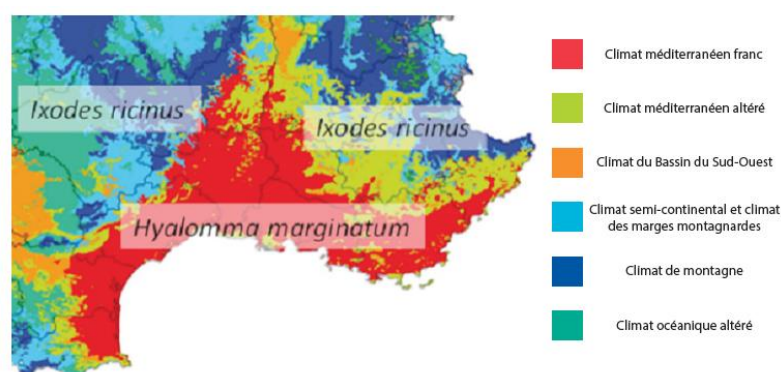 Ixodes ricinus
Ixodes ricinus
Hyalomma marginatum
Climat méditerranéen franc
Climat méditerranéen altéré
Climat du Bassin du Sud-Ouest
Climat semi-continental et climat
des marges montagnardes
Climat de montagne
Climat océanique altéré